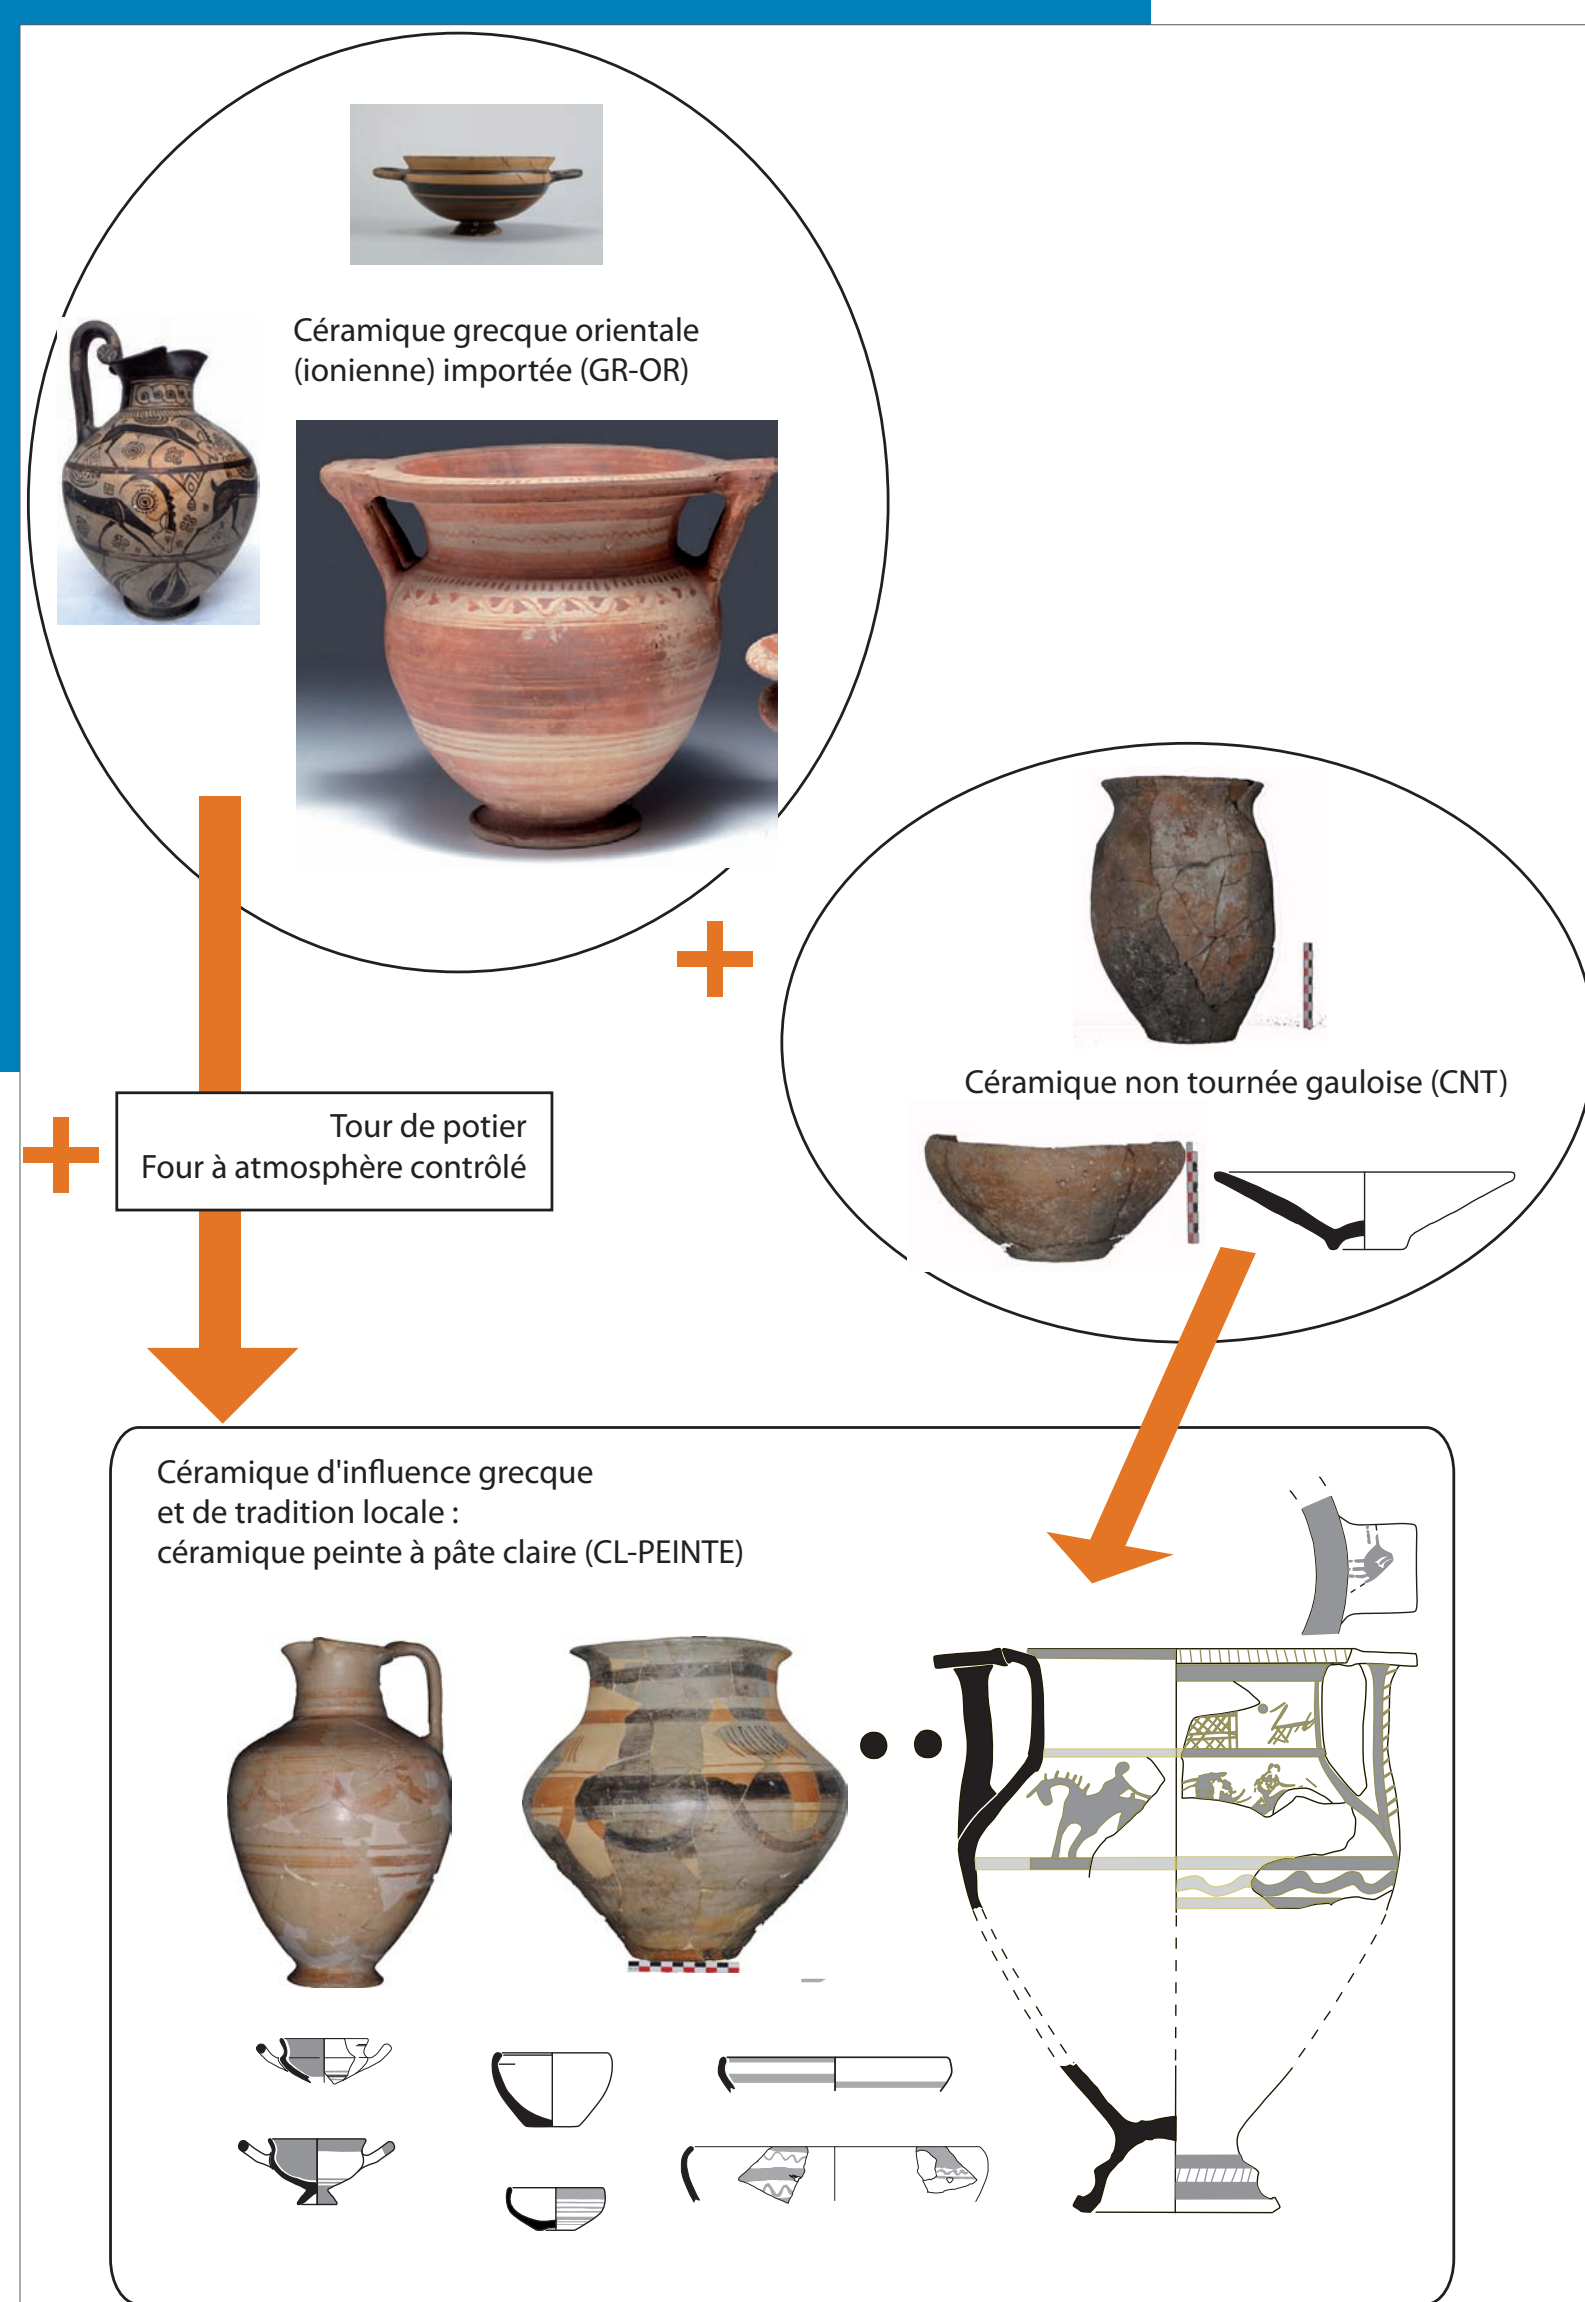 Céramique grecque orientale
(ionienne) importée (GR-OR)
Céramique non tournée gauloise (CNT)
Tour de potier
Four à atmosphère contrôlé
Céramique d'influence grecque
et de tradition locale :
céramique peinte à pâte claire (CL-PEINTE)